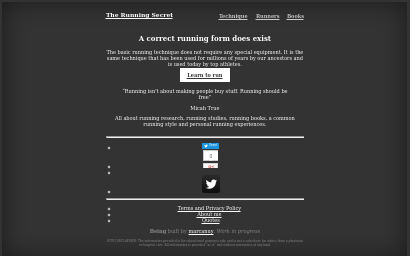 The Running Secret
Technique Runners Books
A correct running form does exist
The basic running technique does not require any special equipment. It is the
same technique that has been used for millions of years by our ancestors and
is used today by top athletes.
Learn to run
"Running isn't about making people buy stuff. Running should be
free"
Micah True
All about running research, running studies, running books, a common
running style and personal running experiences.
Terms and Privacy Policy
About me
Quotes
Being built by marcanuy. Work in progress.